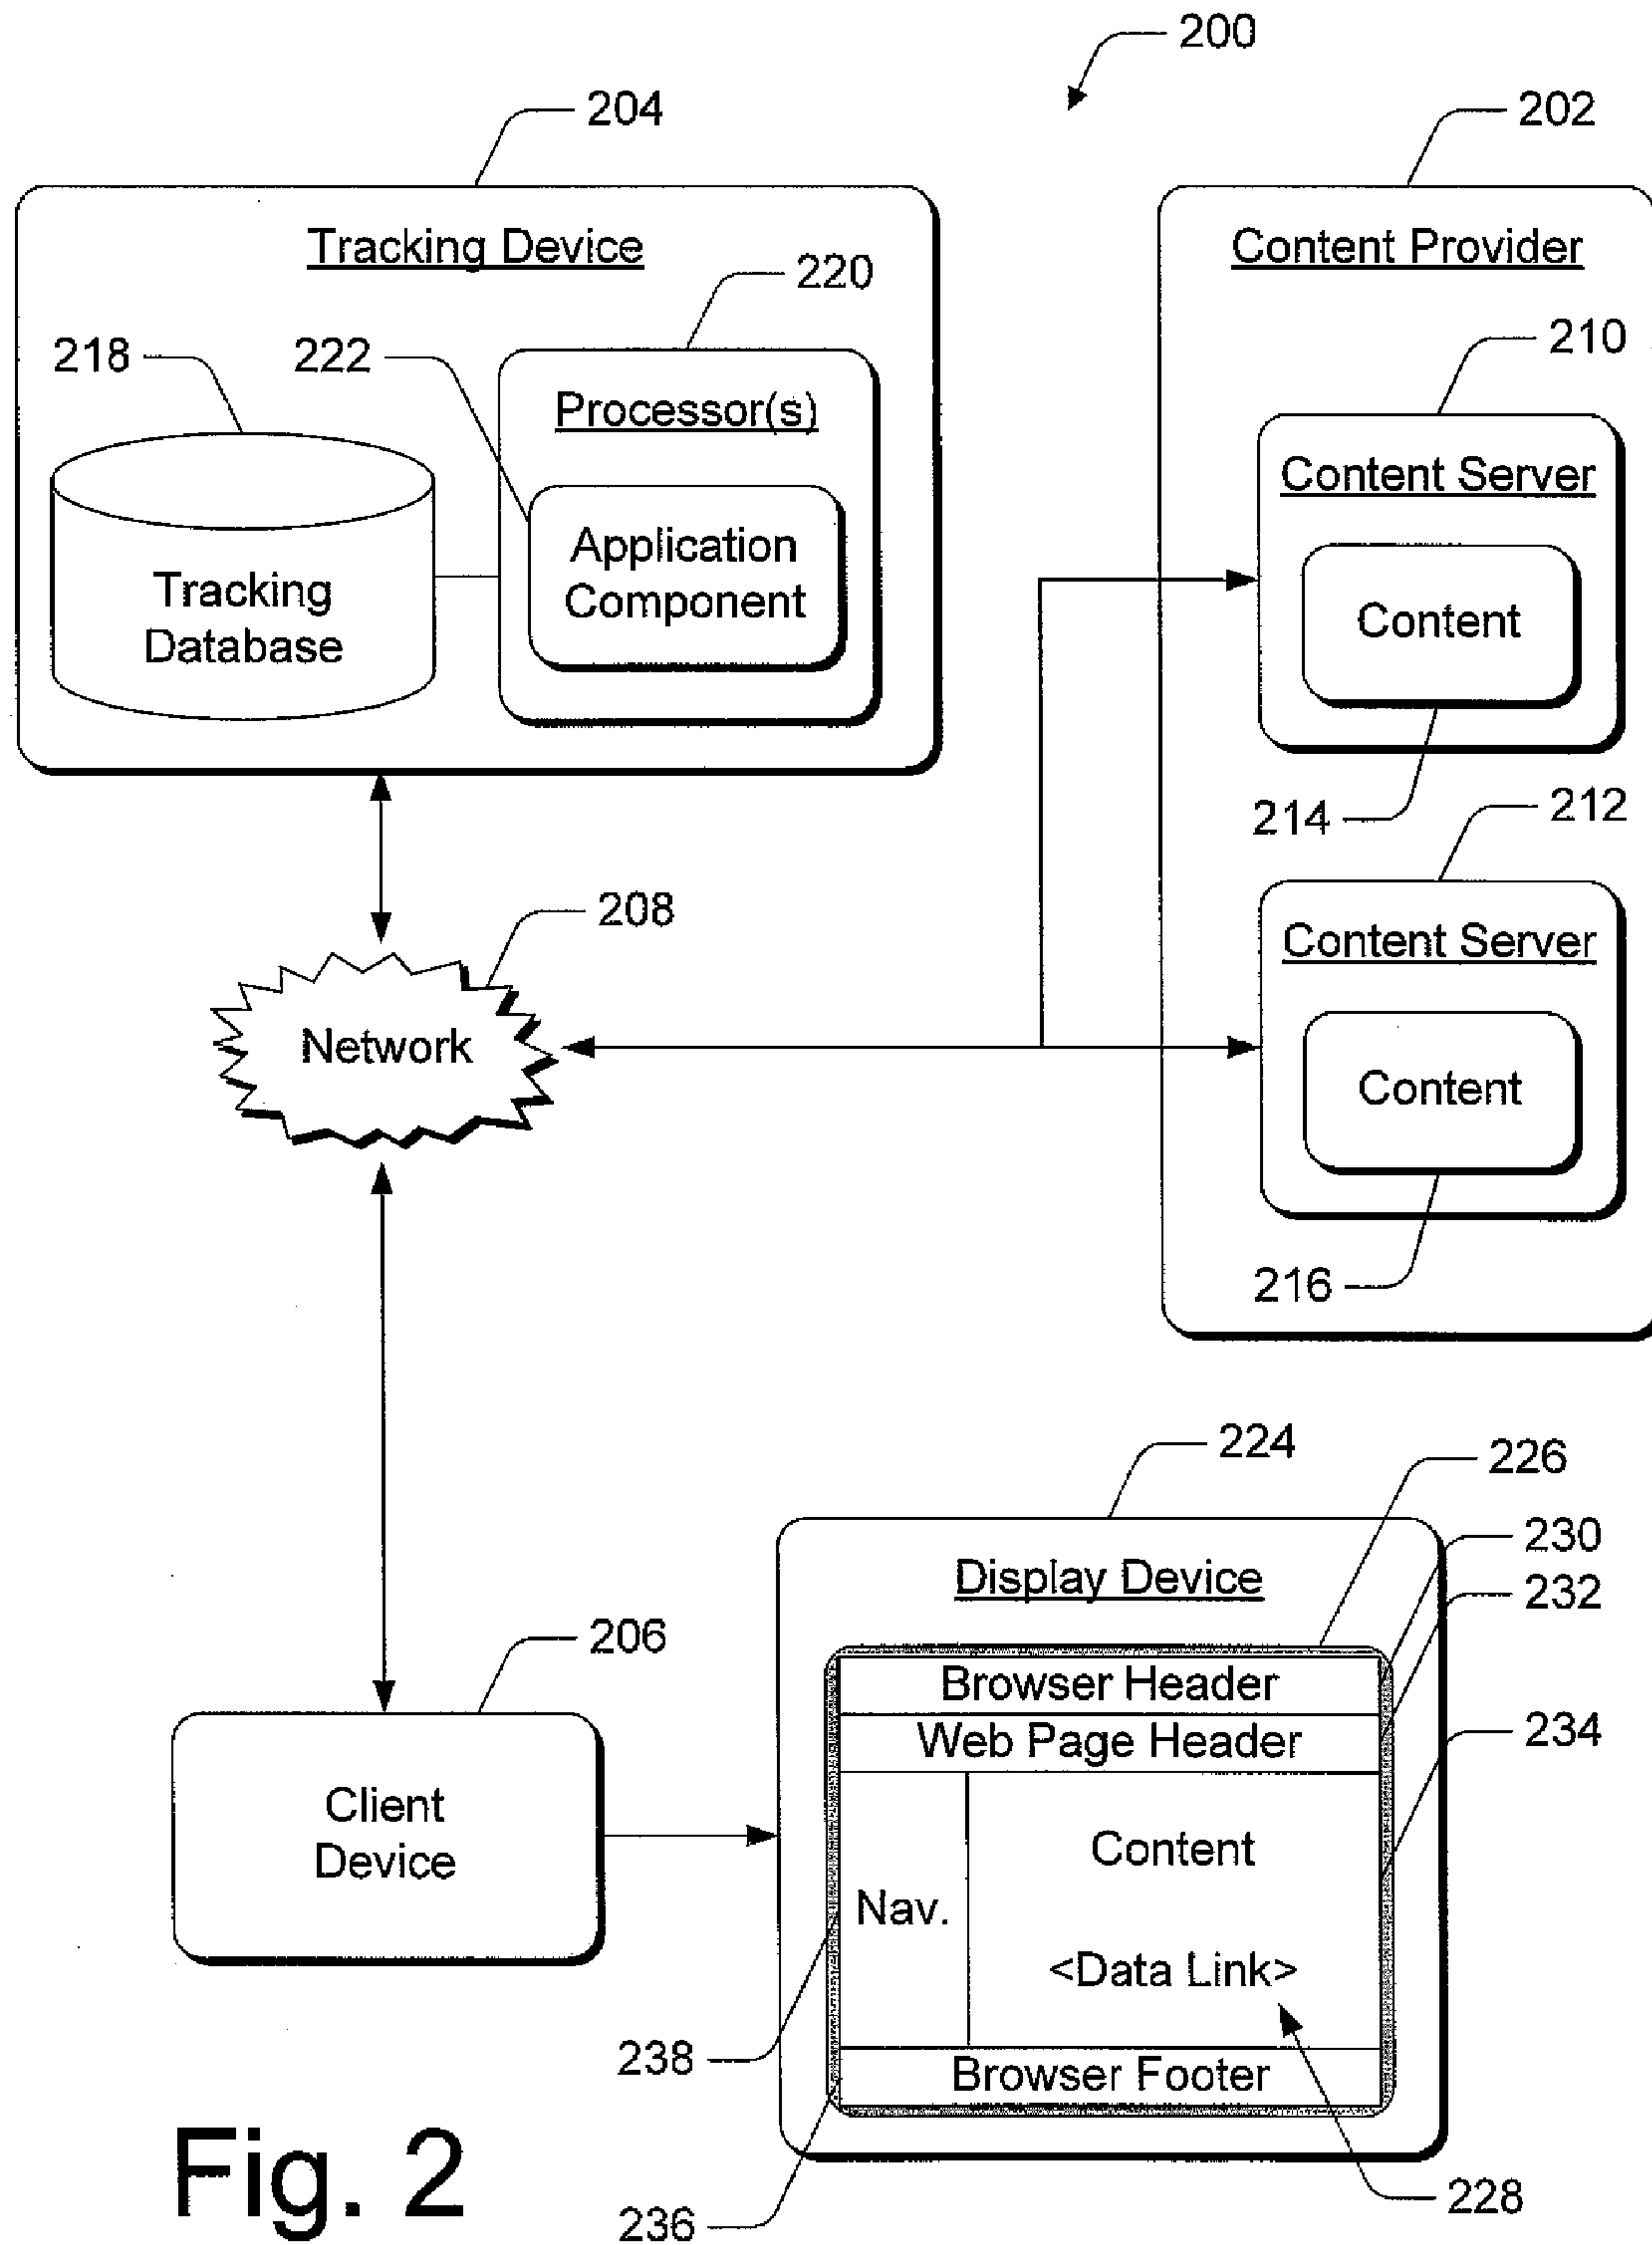 200
204
202
Tracking Device
Content Provider
220
218
222
210
Processor(s)
Content Server
Application
Component
Tracking
Database
Content
214
212
208
Content Server
Network
Content
216
224
226
230
Display Device
232
206
Browser Header
234
Web Page Header
Client
Device
Content
Nav.
<Data Link>
238
Browser Footer
Fig. 2
228
236